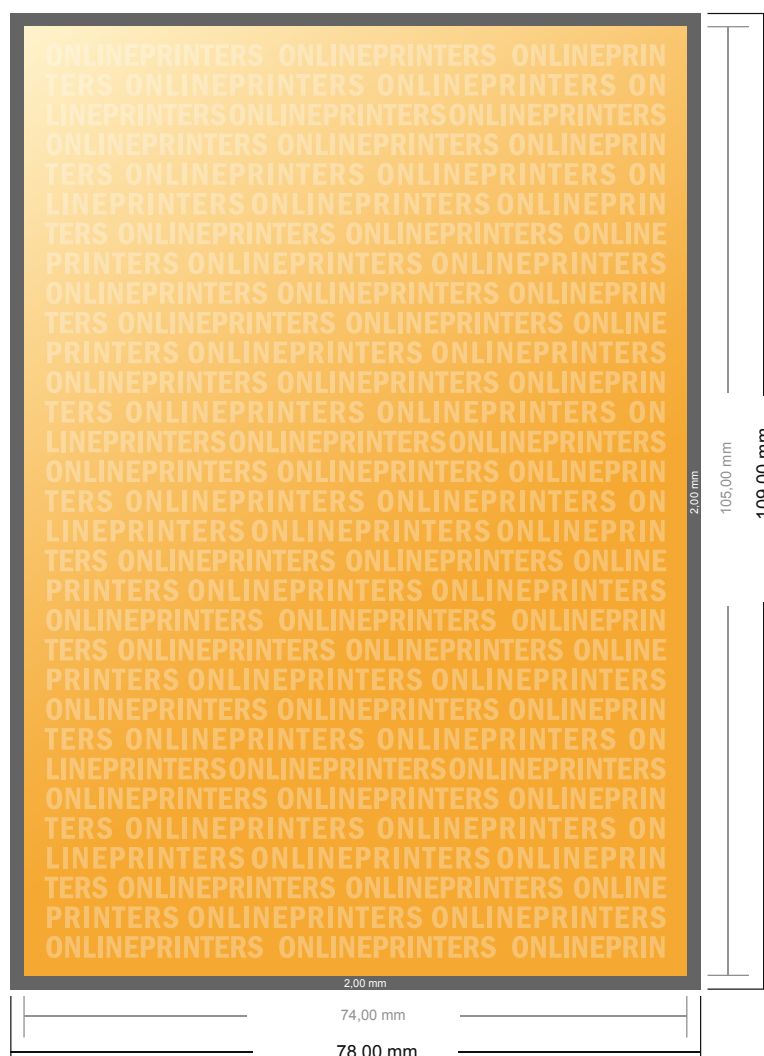 ONLINEPRINTERS ONLINEPRINTERS ONLINEPRIN
TERS ONLINEPRINTERS ONLINEPRINTERS ON
LINEPRINTERSONLINEPRINTERSONLINEPRINTERS
ONLINEPRINTERS ONLINEPRINTERS ONLINEPRIN
TERS ONLINEPRINTERS ONLINEPRINTERS ON
LINEPRINTERS ONLINEPRINTERS ONLINEPRIN
TERS ONLINEPRINTERS ONLINEPRINTERS ONLINE
PRINTERS ONLINEPRINTERS ONLINEPRINTERS
ONLINEPRINTERS ONLINEPRINTERS ONLINEPRIN
TERS ONLINEPRINTERS ONLINEPRINTERS ONLINE
PRINTERS ONLINEPRINTERS ONLINEPRINTERS
ONLINEPRINTERS ONLINEPRINTERS ONLINEPRIN
TERS ONLINEPRINTERS ONLINEPRINTERS ON
LINEPRINTERSONLINEPRINTERSONLINEPRINTERS
ONLINEPRINTERS ONLINEPRINTERS ONLINEPRIN
TERS ONLINEPRINTERS ONLINEPRINTERS ON
LINEPRINTERS ONLINEPRINTERS ONLINEPRIN
TERS ONLINEPRINTERS ONLINEPRINTERS ONLINE
PRINTERS ONLINEPRINTERS ONLINEPRINTERS
ONLINEPRINTERS ONLINEPRINTERS ONLINEPRIN
TERS ONLINEPRINTERS ONLINEPRINTERS ONLINE
PRINTERS ONLINEPRINTERS ONLINEPRINTERS
ONLINEPRINTERS ONLINEPRINTERS ONLINEPRIN
TERS ONLINEPRINTERS ONLINEPRINTERS ON
LINEPRINTERSONLINEPRINTERSONLINEPRINTERS
ONLINEPRINTERS ONLINEPRINTERS ONLINEPRIN
TERS ONLINEPRINTERS ONLINEPRINTERS ON
LINEPRINTERS ONLINEPRINTERS ONLINEPRIN
TERS ONLINEPRINTERS ONLINEPRINTERS ONLINE
PRINTERS ONLINEPRINTERS ONLINEPRINTERS
ONLINEPRINTERS ONLINEPRINTERS ONLINEPRIN
2,00 mm
105,00 mm
109,00 mm
2,00 mm
74,00 mm
78,00 mm